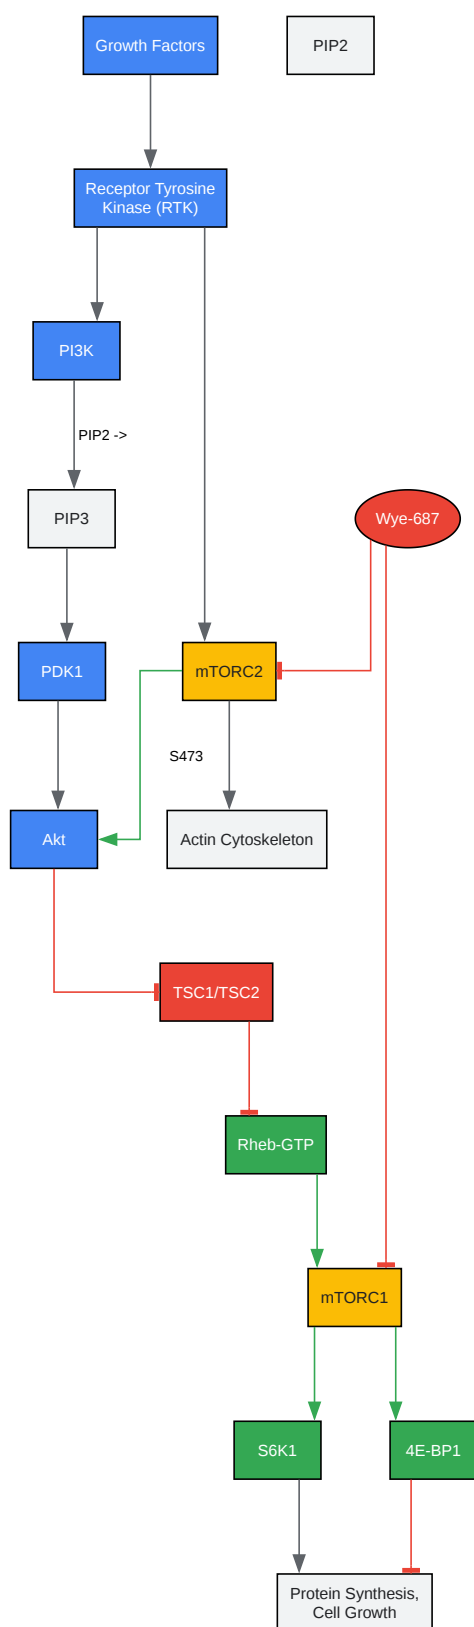 Growth Factors
PIP2
Receptor Tyrosine
Kinase (RTK)
PI3K
PIP2 ->
PIP3
Wye-687
PDK1
mTORC2
S473
Akt
Actin Cytoskeleton
TSC1/TSC2
Rheb-GTP
mTORC1
S6K1
4E-BP1
Protein Synthesis,
Cell Growth